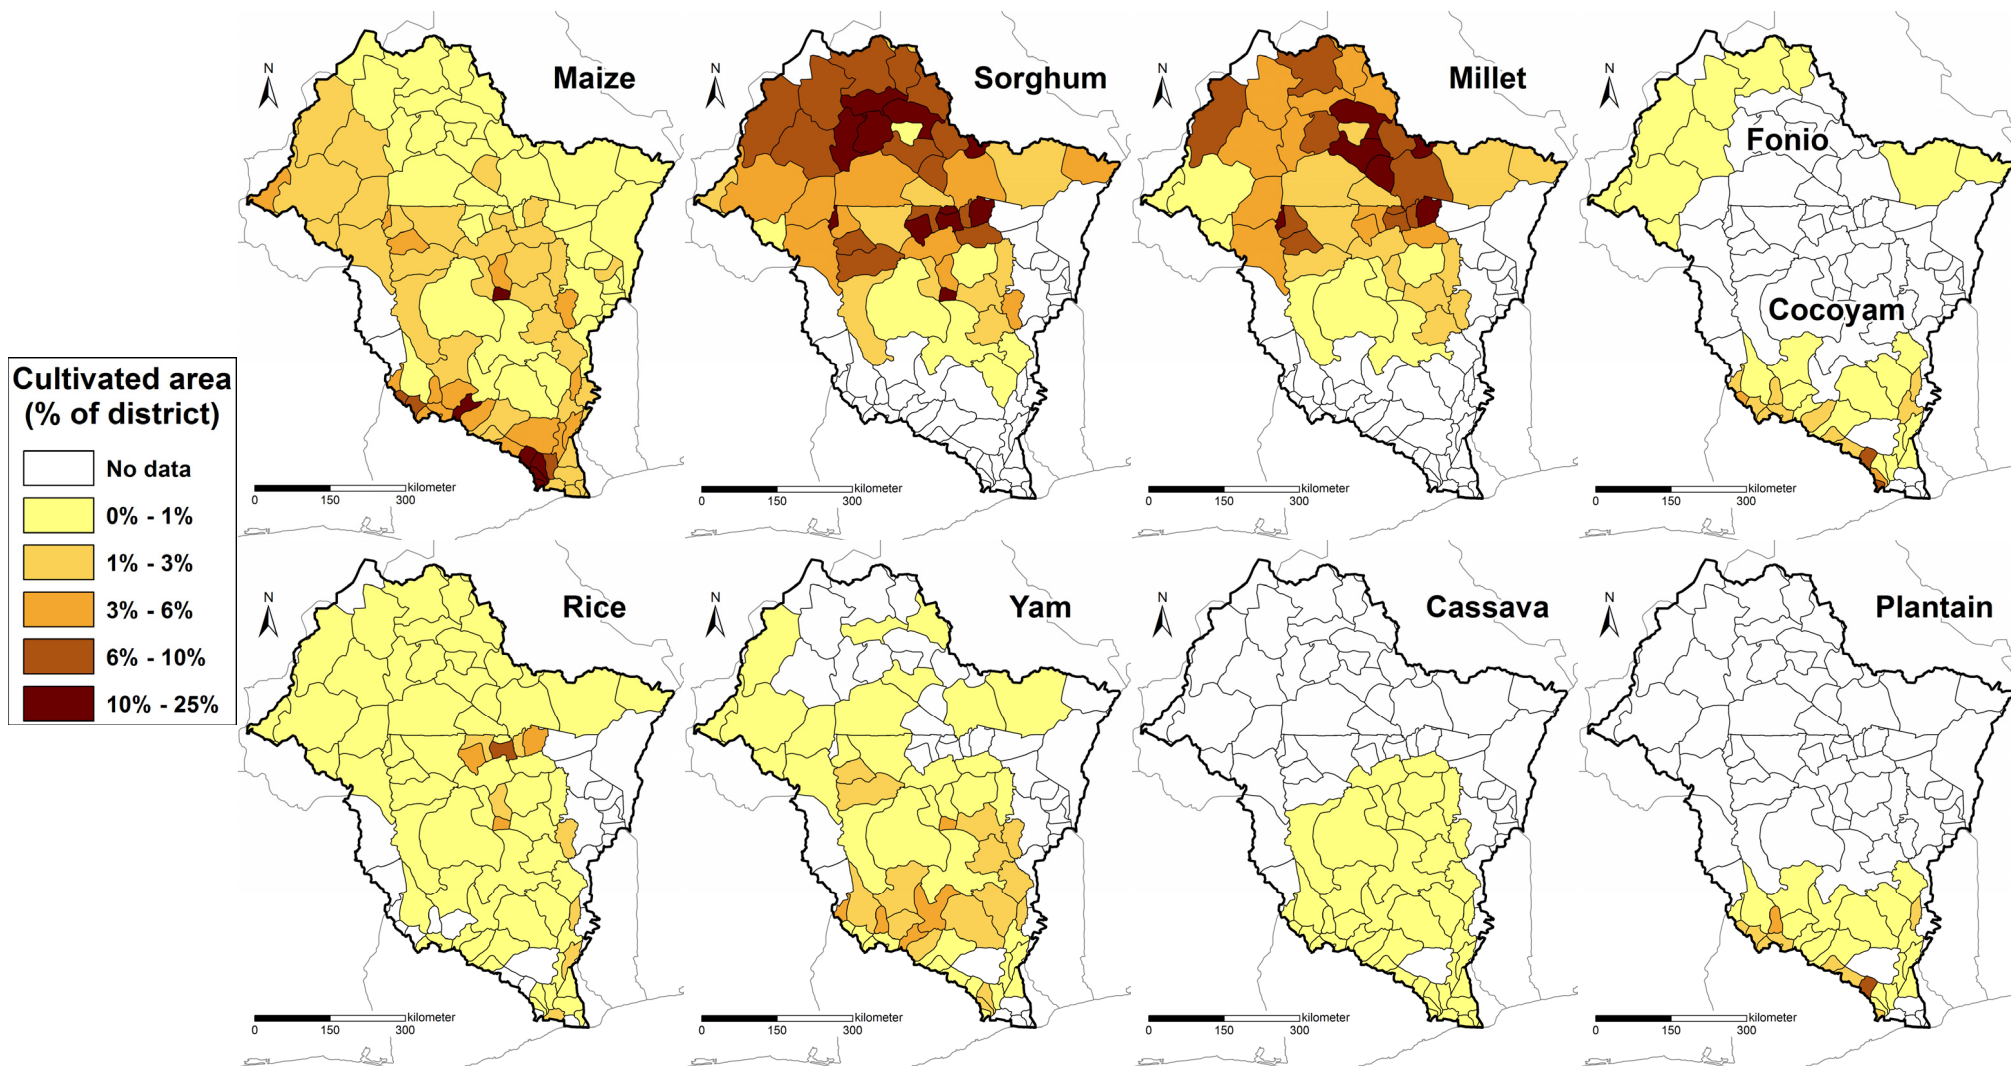 N
Maize
0 150 300 kilometer
N
Sorghum
0 150 300 kilometer
N
Millet
0 150 300 kilometer
N
Fonio
Cocoyam
0 150 300 kilometer
Cultivated area
(% of district)
No data
0% - 1%
1% - 3%
3% - 6%
6% - 10%
10% - 25%
N
Rice
0 150 300 kilometer
N
Yam
0 150 300 kilometer
N
Cassava
0 150 300 kilometer
N
Plantain
0 150 300 kilometer